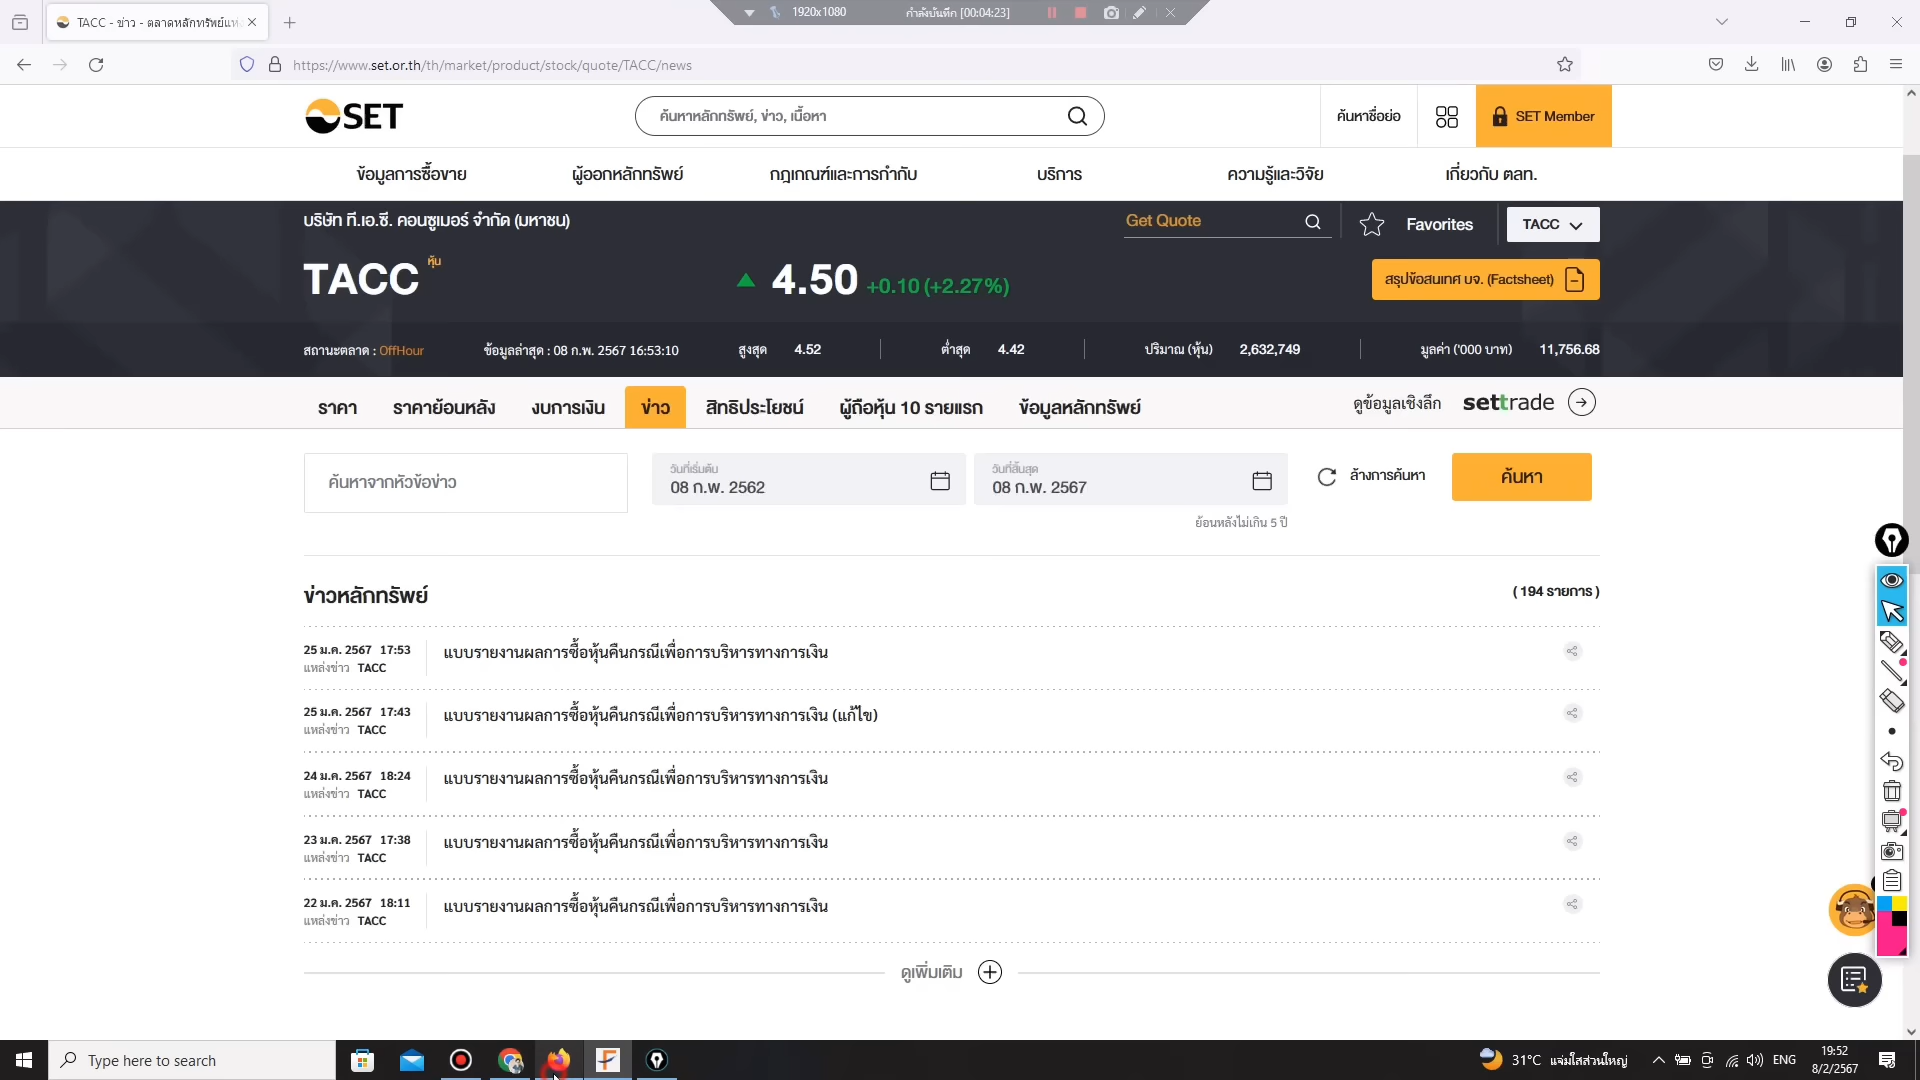 TACC - ข่าว - ตลาดหลักทรัพย์แห่
1920x1080
กำลังบันทึก [00:04:23]
https://www.set.or.th/th/market/product/stock/quote/TACC/news
SET
ค้นหาหลักทรัพย์, ข่าว, เนื้อหา
ค้นหาชื่อย่อ
SET Member
ข้อมูลการซื้อขาย
ผู้ออกหลักทรัพย์
กฎเกณฑ์และการกำกับ
บริการ
ความรู้และวิจัย
เกี่ยวกับ ตลท.
บริษัท ที.เอ.ซี. คอนซูเมอร์ จำกัด (มหาชน)
Get Quote
Favorites
TACC
TACC หุ้น
4.50 +0.10 (+2.27%)
สรุปข้อสนเทศ บจ. (Factsheet)
สถานะตลาด : OffHour
ข้อมูลล่าสุด : 08 ก.พ. 2567 16:53:10
สูงสุด 4.52
ต่ำสุด 4.42
ปริมาณ (หุ้น) 2,632,749
มูลค่า ('000 บาท) 11,756.68
ราคา
ราคาย้อนหลัง
งบการเงิน
ข่าว
สิทธิประโยชน์
ผู้ถือหุ้น 10 รายแรก
ข้อมูลหลักทรัพย์
ดูข้อมูลเชิงลึก settrade
ค้นหาจากหัวข้อข่าว
วันที่เริ่มต้น
08 ก.พ. 2562
วันที่สิ้นสุด
08 ก.พ. 2567
ล้างการค้นหา
ค้นหา
ย้อนหลังไม่เกิน 5 ปี
ข่าวหลักทรัพย์
( 194 รายการ )
25 ม.ค. 2567 17:53
แหล่งข่าว TACC
แบบรายงานผลการซื้อหุ้นคืนกรณีเพื่อการบริหารทางการเงิน
25 ม.ค. 2567 17:43
แหล่งข่าว TACC
แบบรายงานผลการซื้อหุ้นคืนกรณีเพื่อการบริหารทางการเงิน (แก้ไข)
24 ม.ค. 2567 18:24
แหล่งข่าว TACC
แบบรายงานผลการซื้อหุ้นคืนกรณีเพื่อการบริหารทางการเงิน
23 ม.ค. 2567 17:38
แหล่งข่าว TACC
แบบรายงานผลการซื้อหุ้นคืนกรณีเพื่อการบริหารทางการเงิน
22 ม.ค. 2567 18:11
แหล่งข่าว TACC
แบบรายงานผลการซื้อหุ้นคืนกรณีเพื่อการบริหารทางการเงิน
ดูเพิ่มเติม
Type here to search
31°C แจ่มใสส่วนใหญ่
ENG
19:52
8/2/2567